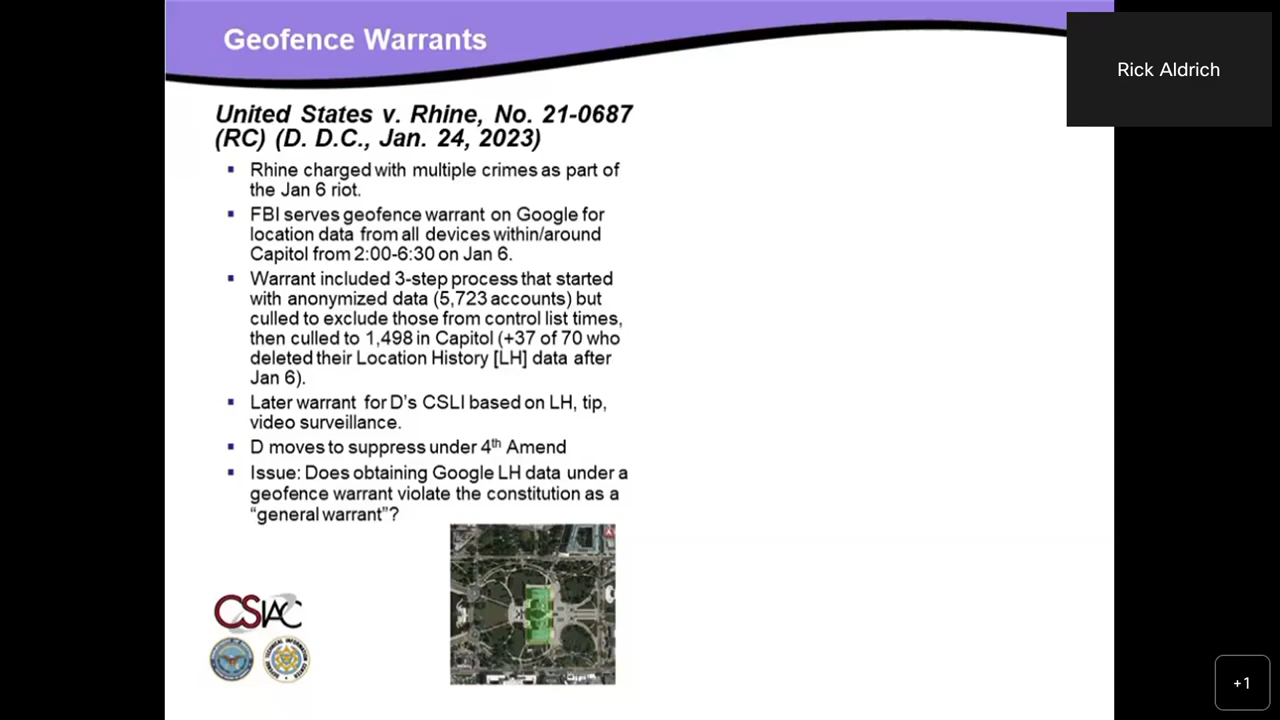 Geofence Warrants
Rick Aldrich
United States v. Rhine, No. 21-0687
(RC) (D. D.C., Jan. 24, 2023)
▪ Rhine charged with multiple crimes as part of
the Jan 6 riot.
▪ FBI serves geofence warrant on Google for
location data from all devices within/around
Capitol from 2:00-6:30 on Jan 6.
▪ Warrant included 3-step process that started
with anonymized data (5,723 accounts) but
culled to exclude those from control list times,
then culled to 1,498 in Capitol (+37 of 70 who
deleted their Location History [LH] data after
Jan 6).
▪ Later warrant for D's CSLI based on LH, tip,
video surveillance.
▪ D moves to suppress under 4th Amend
▪ Issue: Does obtaining Google LH data under a
geofence warrant violate the constitution as a
"general warrant"?
CSIAC
+1